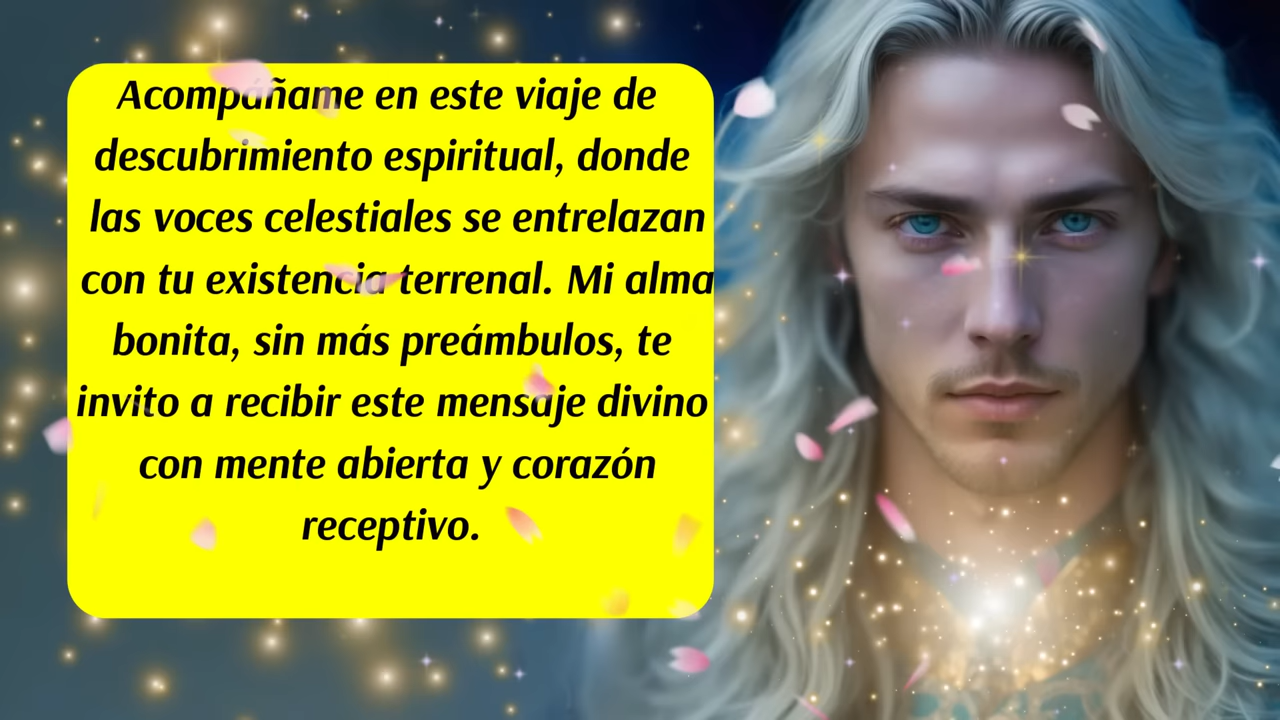 Acompáñame en este viaje de
descubrimiento espiritual, donde
las voces celestiales se entrelazan
con tu existencia terrenal. Mi alma
bonita, sin más preámbulos, te
invito a recibir este mensaje divino
con mente abierta y corazón
receptivo.